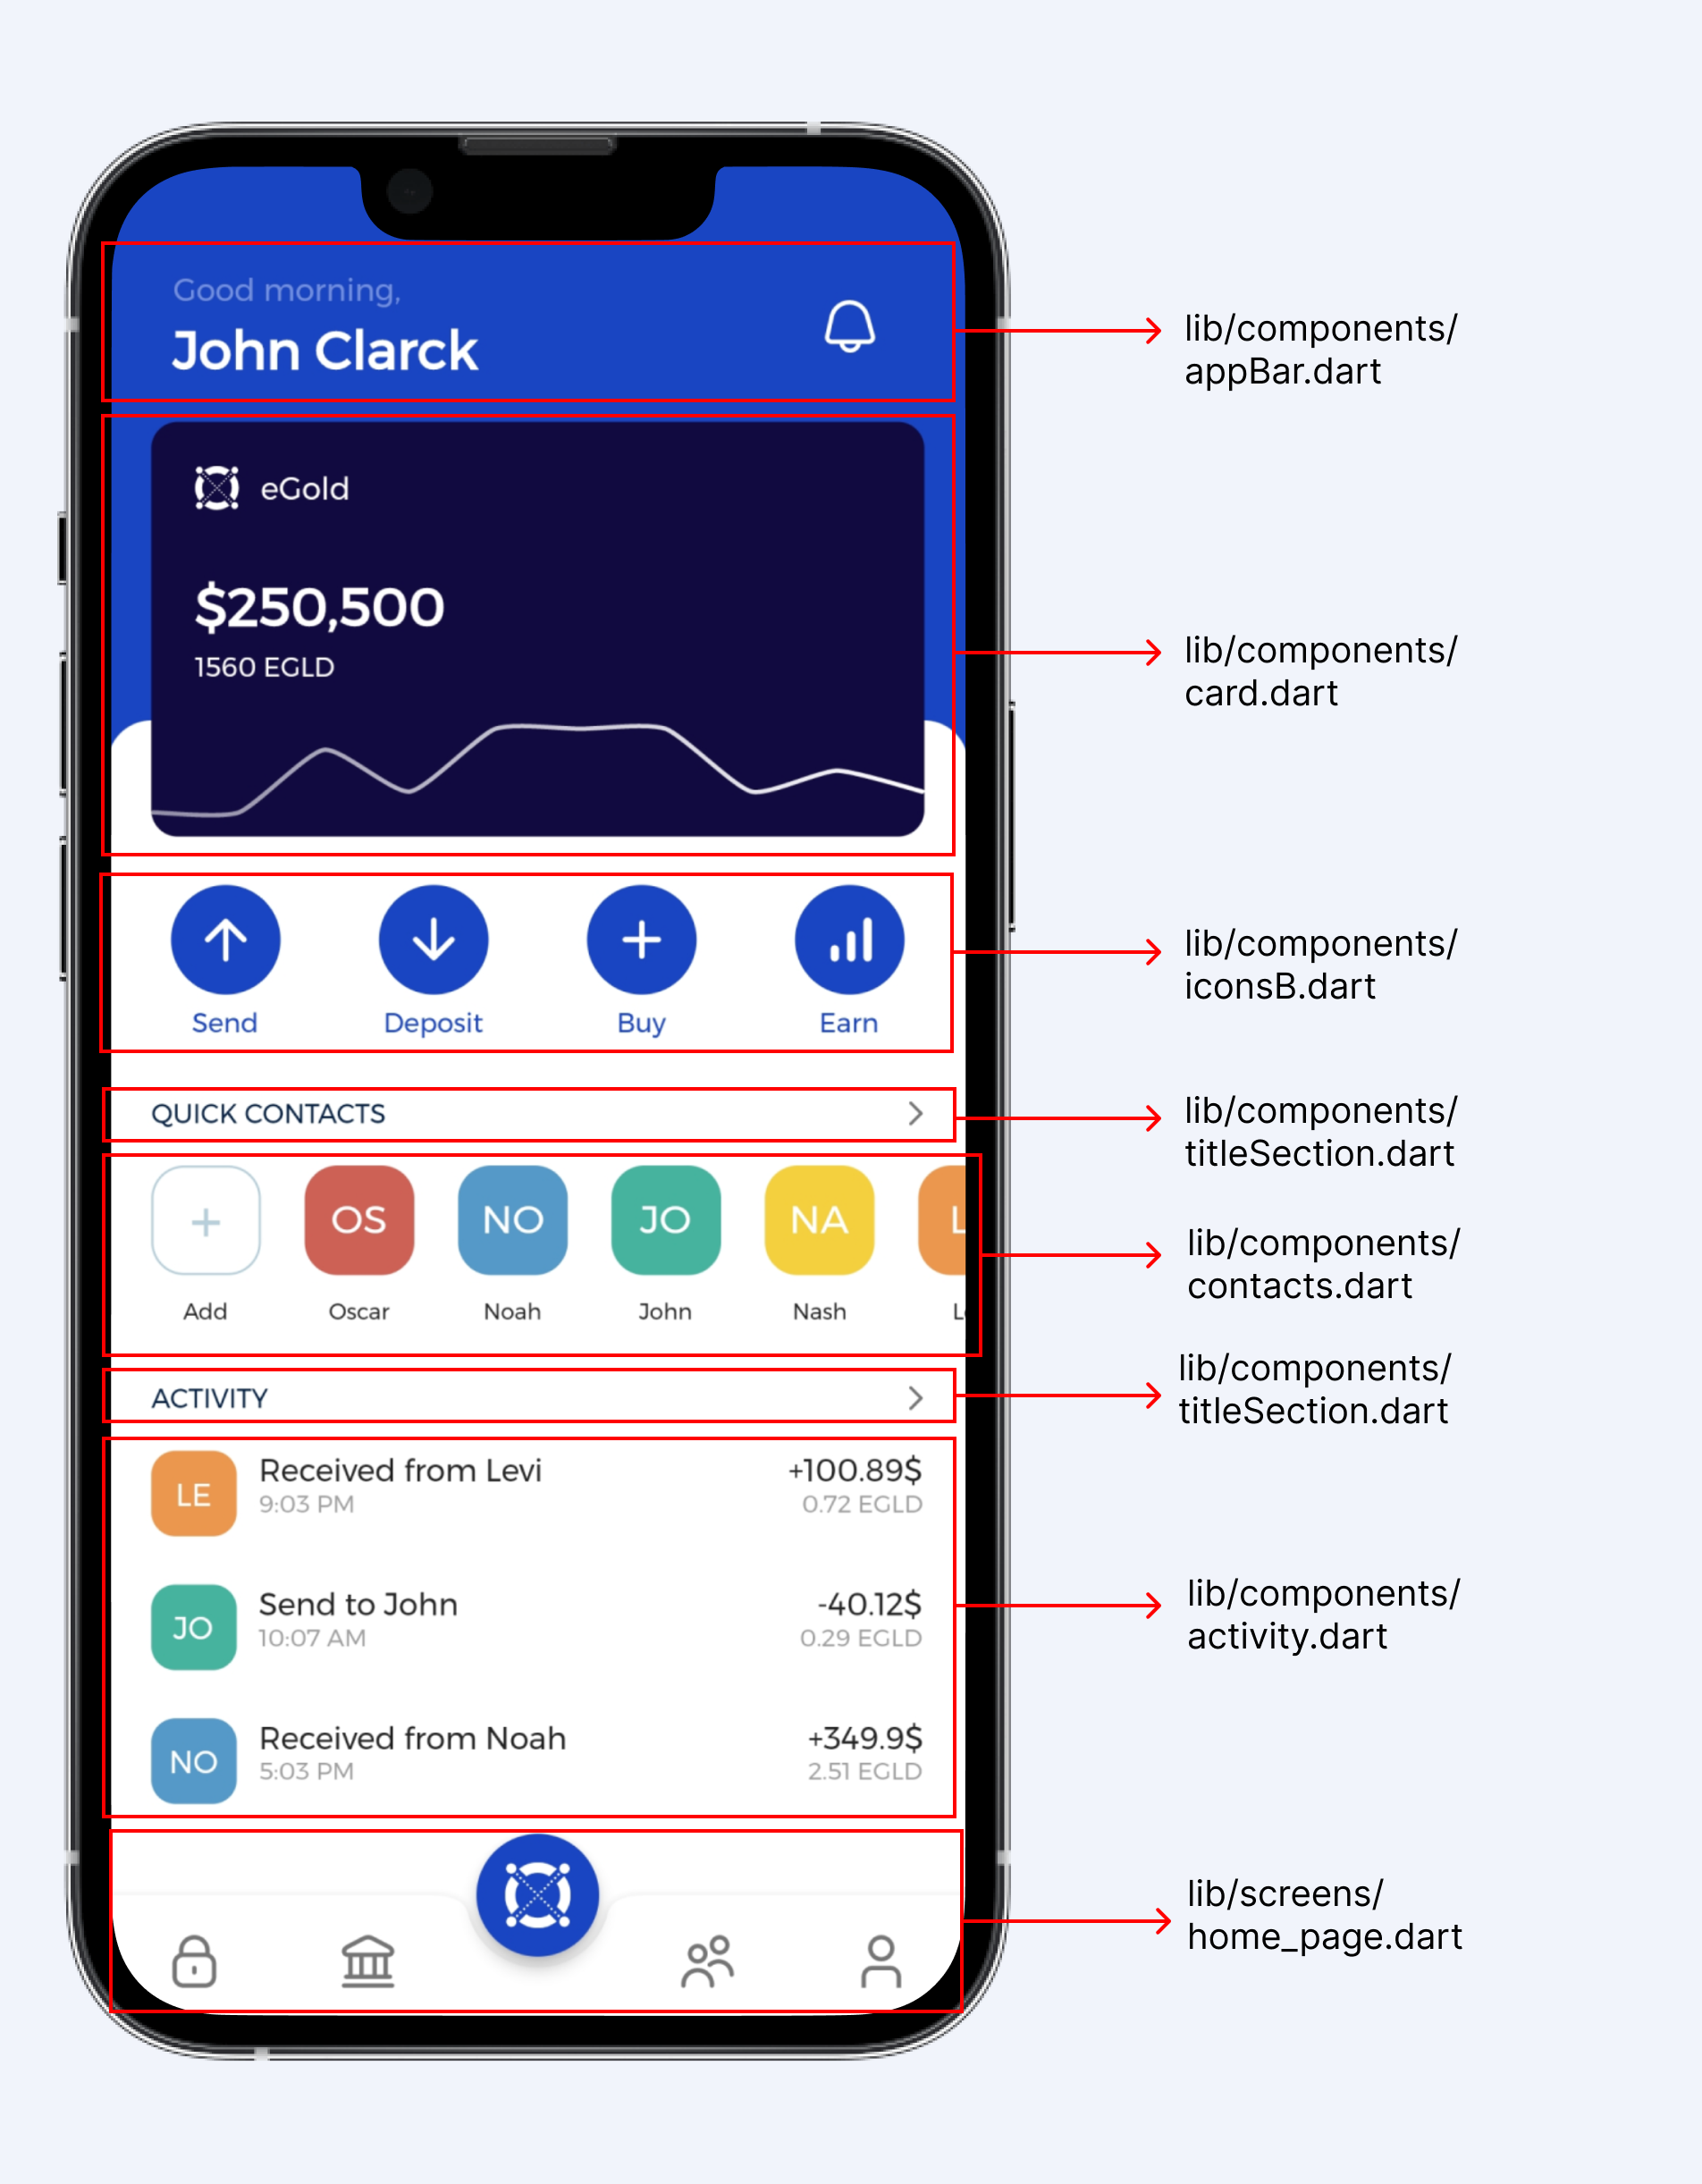 Good morning,
John Clarck
lib/components/
appBar.dart
eGold
$250,500
1560 EGLD
lib/components/
card.dart
Send
Deposit
Buy
Earn
lib/components/
iconsB.dart
QUICK CONTACTS
lib/components/
titleSection.dart
OS
NO
JO
NA
L
Add
Oscar
Noah
John
Nash
lib/components/
contacts.dart
ACTIVITY
lib/components/
titleSection.dart
LE
Received from Levi
9:03 PM
+100.89$
0.72 EGLD
JO
Send to John
10:07 AM
-40.12$
0.29 EGLD
NO
Received from Noah
5:03 PM
+349.9$
2.51 EGLD
lib/components/
activity.dart
lib/screens/
home_page.dart